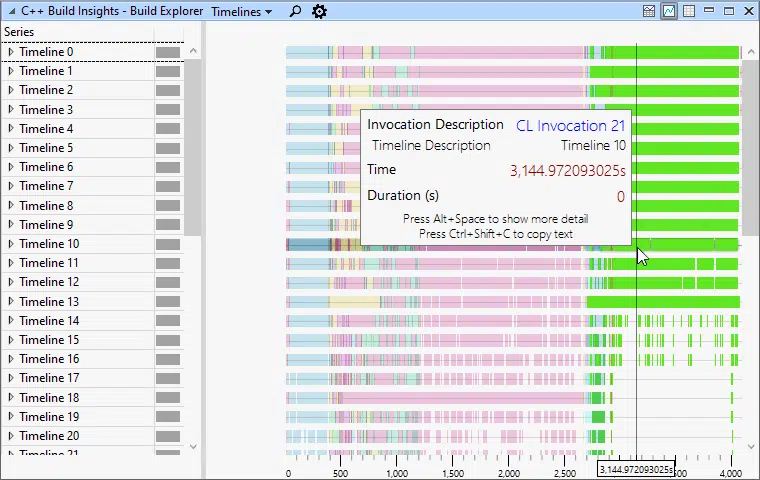 C++ Build Insights - Build Explorer Timelines
Series
Timeline 0
Timeline 1
Timeline 2
Timeline 3
Timeline 4
Timeline 5
Timeline 6
Timeline 7
Timeline 8
Timeline 9
Timeline 10
Timeline 11
Timeline 12
Timeline 13
Timeline 14
Timeline 15
Timeline 16
Timeline 17
Timeline 18
Timeline 19
Timeline 20
Timeline 21
Invocation Description CL Invocation 21
Timeline Description Timeline 10
Time 3,144.972093025s
Duration (s) 0
Press Alt+Space to show more detail
Press Ctrl+Shift+C to copy text
0 500 1,000 1,500 2,000 2,500 3,144.972093025s 4,000